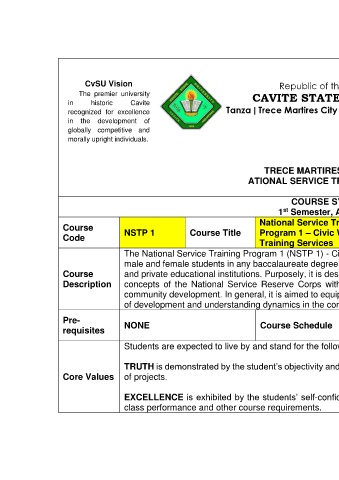 CvSU Vision
The premier university
in historic Cavite
recognized for excellence
in the development of
globally competitive and
morally upright individuals.
Republic of th
CAVITE STATE
Tanza | Trece Martires City
TRECE MARTIRES
ATIONAL SERVICE TR
COURSE S
1st Semester, A
Course Code
NSTP 1
Course Title
National Service Tr
Program 1 – Civic W
Training Services
Course Description
The National Service Training Program 1 (NSTP 1) - Ci
male and female students in any baccalaureate degree
and private educational institutions. Purposely, it is des
concepts of the National Service Reserve Corps with
community development. In general, it is aimed to equip
of development and understanding dynamics in the con
Pre-requisites
NONE
Course Schedule
Core Values
Students are expected to live by and stand for the follow
TRUTH is demonstrated by the student's objectivity and
of projects.
EXCELLENCE is exhibited by the students' self-confid
class performance and other course requirements.